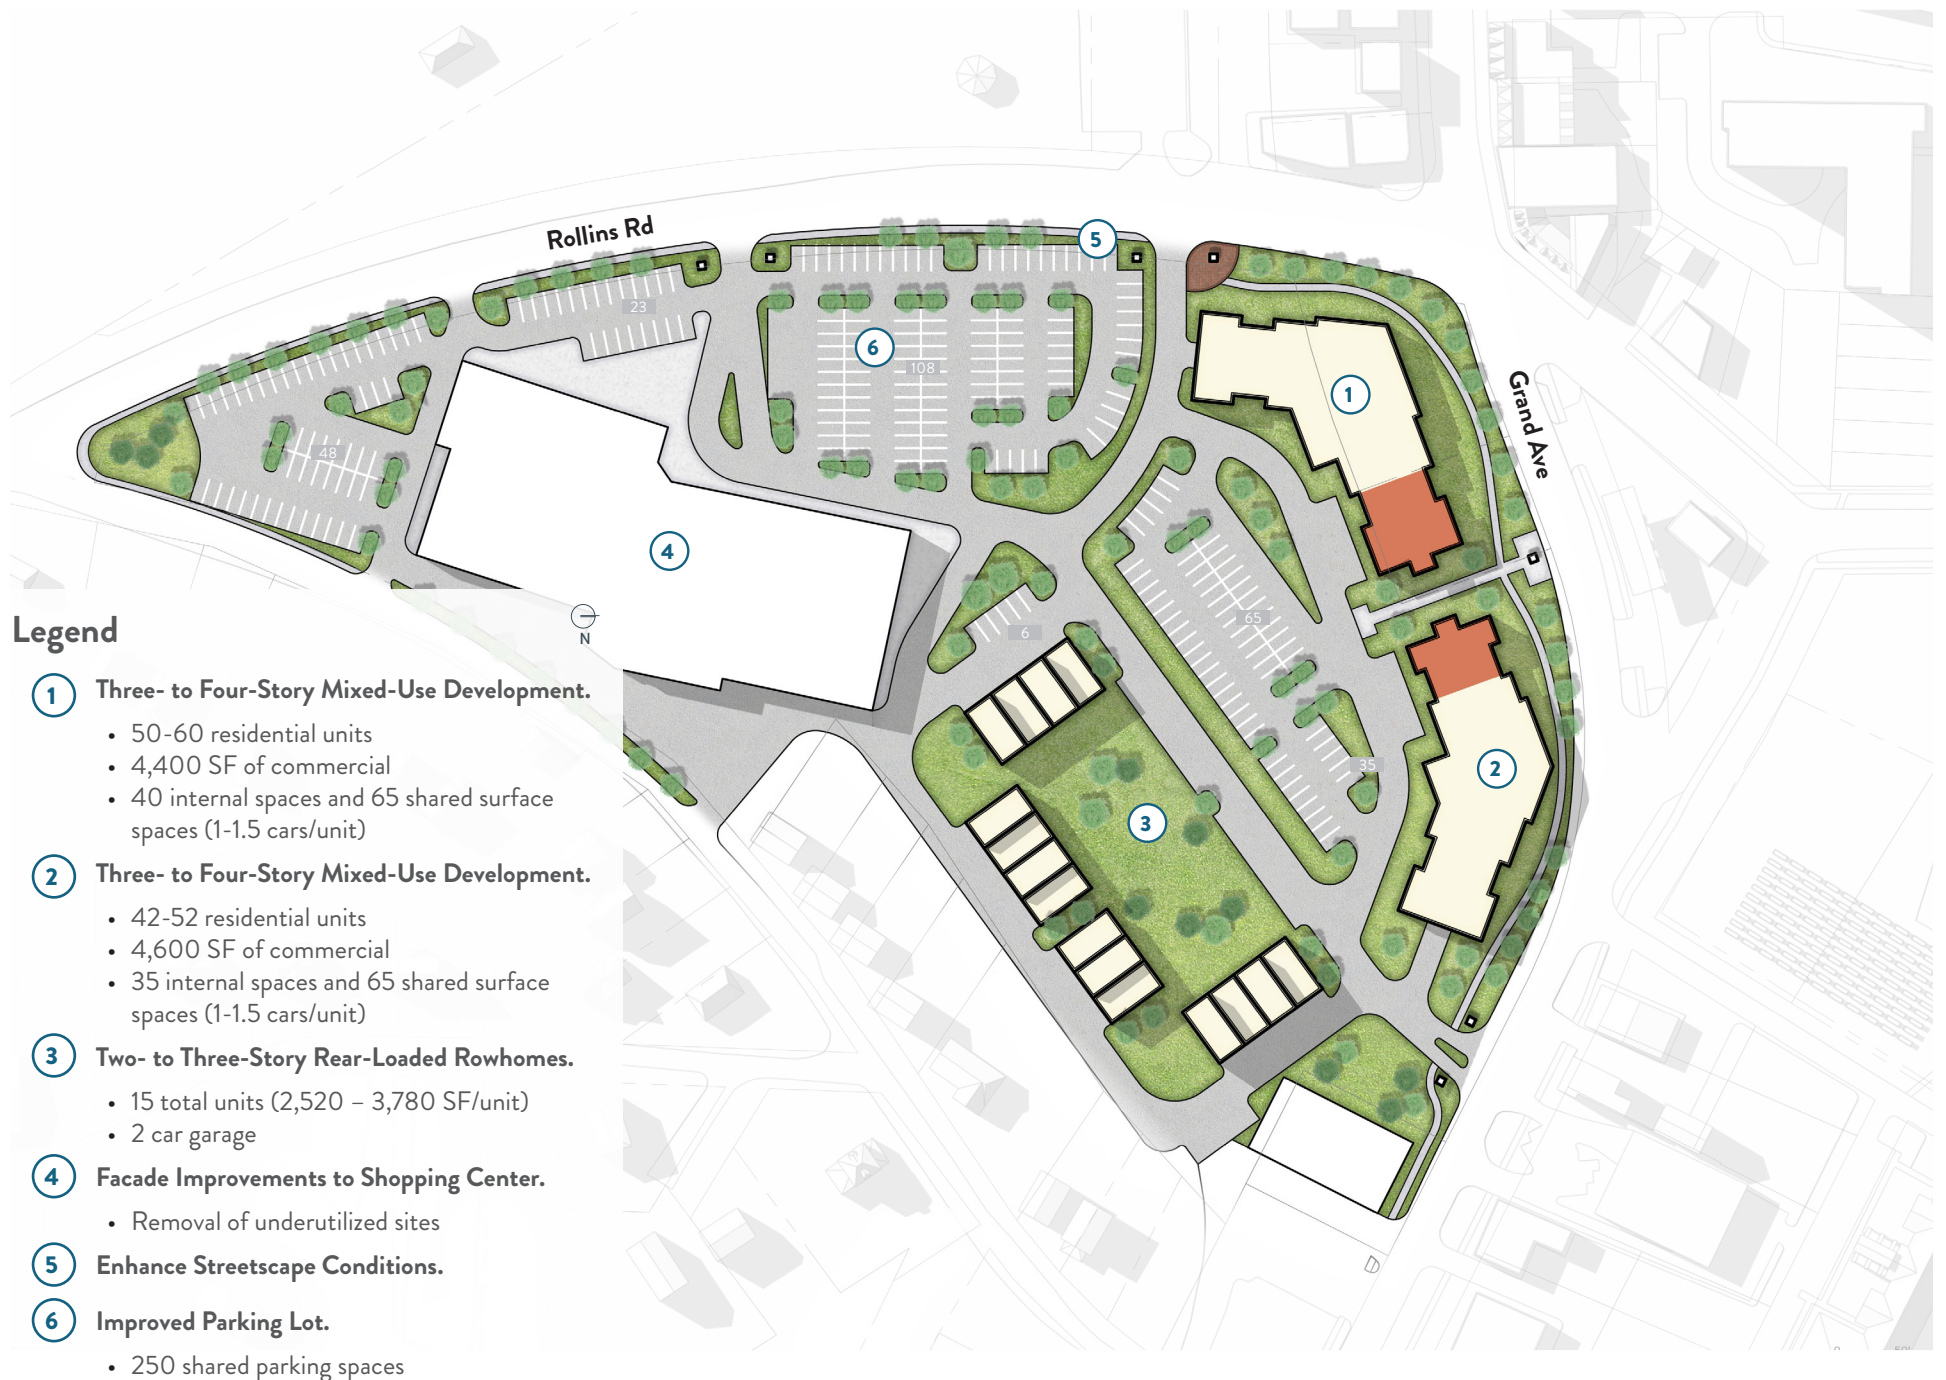 Rollins Rd
5
23
6
108
1
Grand Ave
48
4
65
6
N
35
2
3
Legend
1 Three- to Four-Story Mixed-Use Development.
• 50-60 residential units
• 4,400 SF of commercial
• 40 internal spaces and 65 shared surface
spaces (1-1.5 cars/unit)
2 Three- to Four-Story Mixed-Use Development.
• 42-52 residential units
• 4,600 SF of commercial
• 35 internal spaces and 65 shared surface
spaces (1-1.5 cars/unit)
3 Two- to Three-Story Rear-Loaded Rowhomes.
• 15 total units (2,520 – 3,780 SF/unit)
• 2 car garage
4 Facade Improvements to Shopping Center.
• Removal of underutilized sites
5 Enhance Streetscape Conditions.
6 Improved Parking Lot.
• 250 shared parking spaces